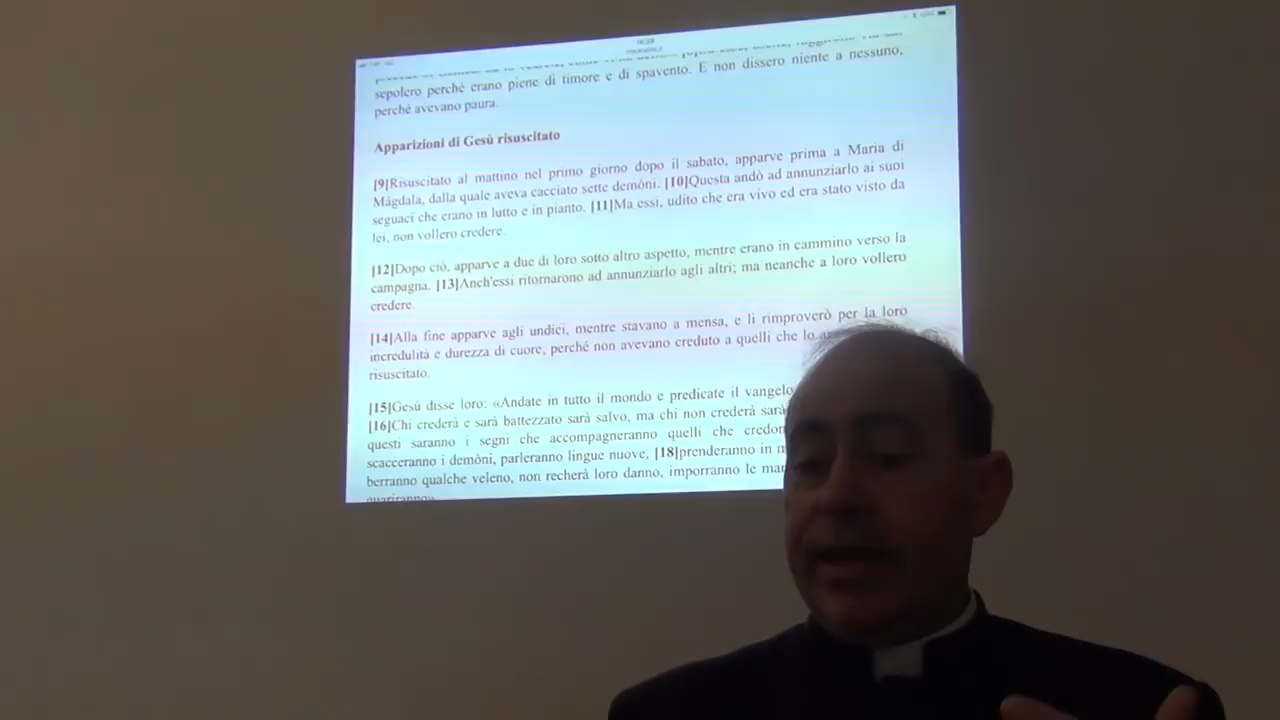 sepolcro perché erano piene di timore e di spavento. E non dissero niente a nessuno,
perché avevano paura.
Apparizioni di Gesù risuscitato
[9]Risuscitato al mattino nel primo giorno dopo il sabato, apparve prima a Maria di
Màgdala, dalla quale aveva cacciato sette demòni. [10]Questa andò ad annunziarlo ai suoi
seguaci che erano in lutto e in pianto. [11]Ma essi, udito che era vivo ed era stato visto da
lei, non vollero credere.
[12]Dopo ciò, apparve a due di loro sotto altro aspetto, mentre erano in cammino verso la
campagna. [13]Anch'essi ritornarono ad annunziarlo agli altri; ma neanche a loro vollero
credere.
[14]Alla fine apparve agli undici, mentre stavano a mensa, e li rimproverò per la loro
incredulità e durezza di cuore, perché non avevano creduto a quelli che lo
risuscitato.
[15]Gesù disse loro: «Andate in tutto il mondo e predicate il vangelo
[16]Chi crederà e sarà battezzato sarà salvo, ma chi non crederà sarà
questi saranno i segni che accompagneranno quelli che
scacceranno i demòni, parleranno lingue nuove, [18]prenderanno in
berranno qualche veleno, non recherà loro danno, imporranno le
guariranno».